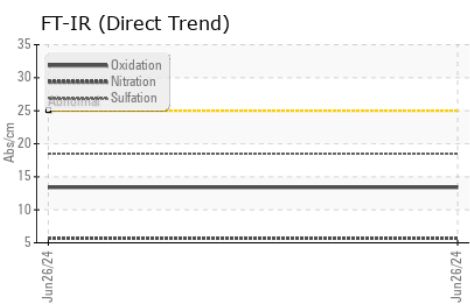 FT-IR (Direct Trend)
35
30
25
20
15
10
5
Abs/cm
Oxidation
Nitration
Sulfation
Abnormal
Jun26/24
Jun26/24